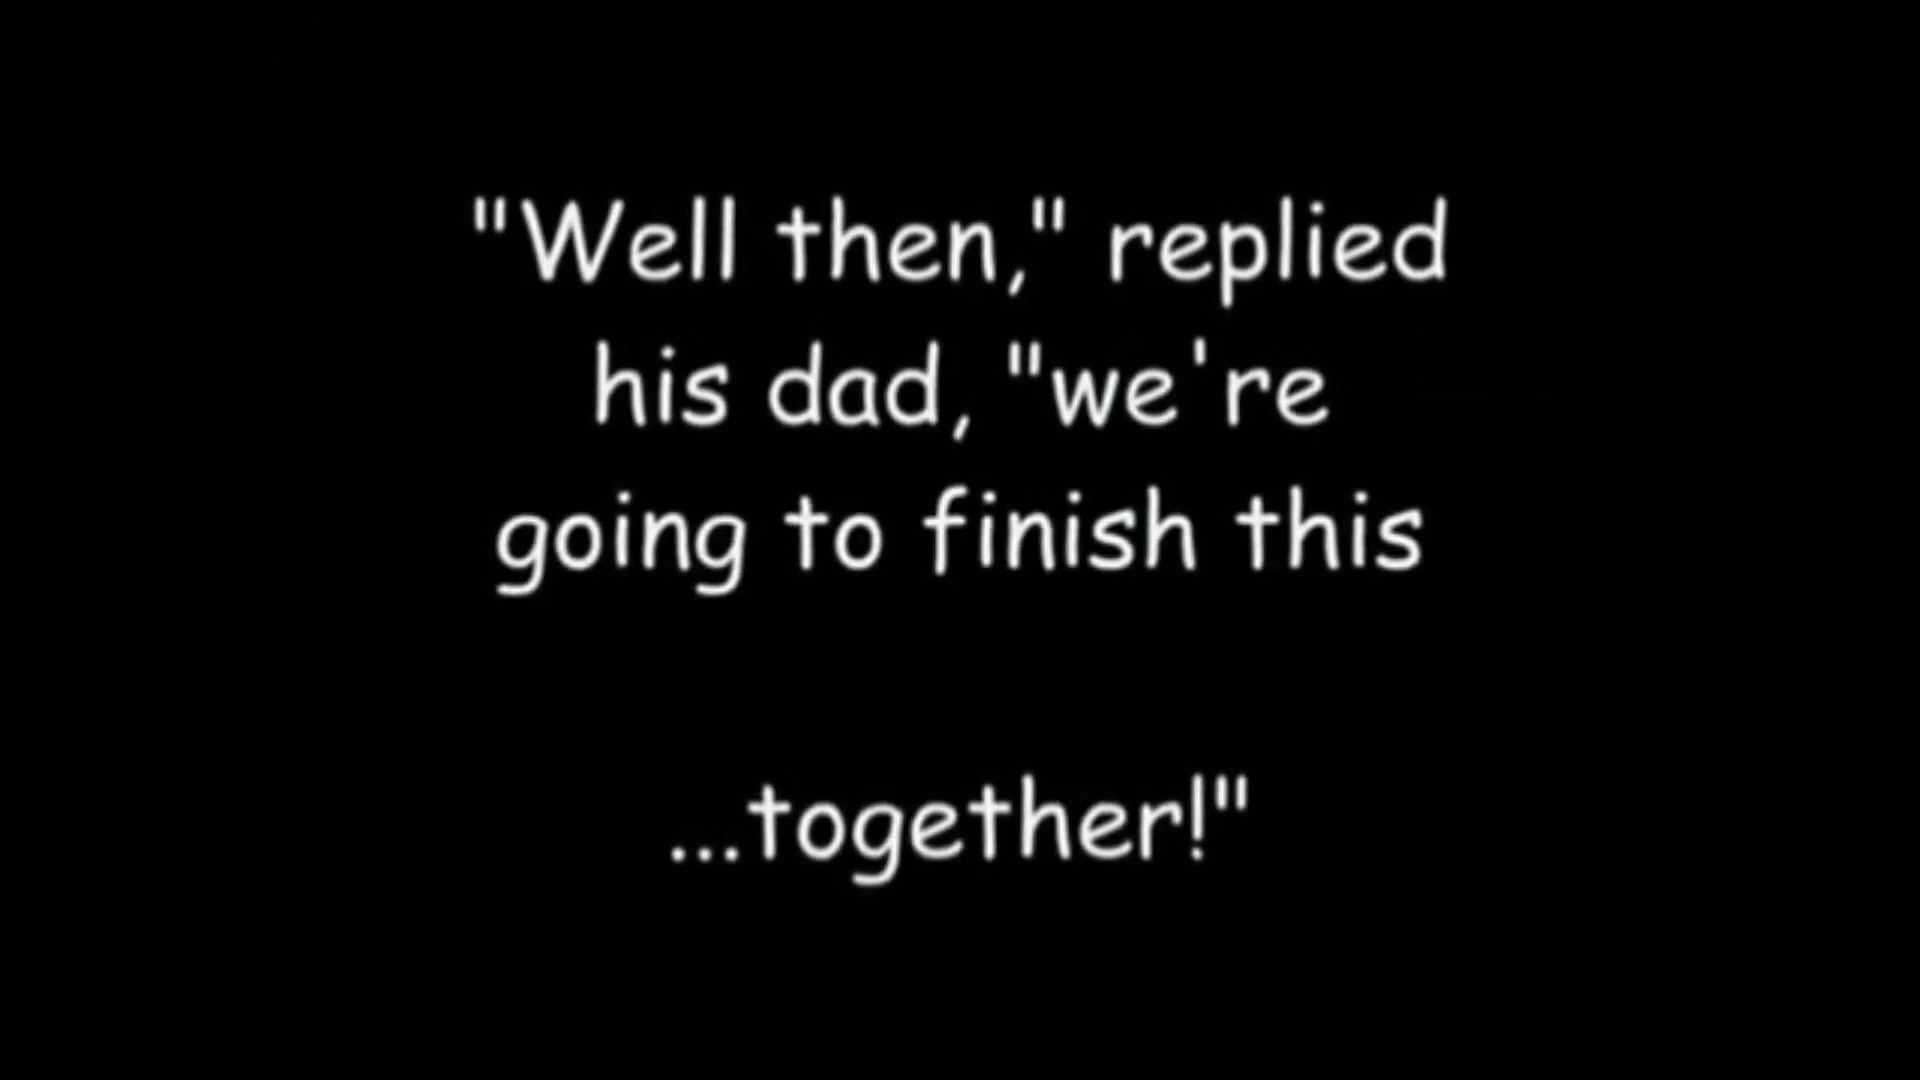 "Well then," replied
his dad, "we're
going to finish this
...together!"